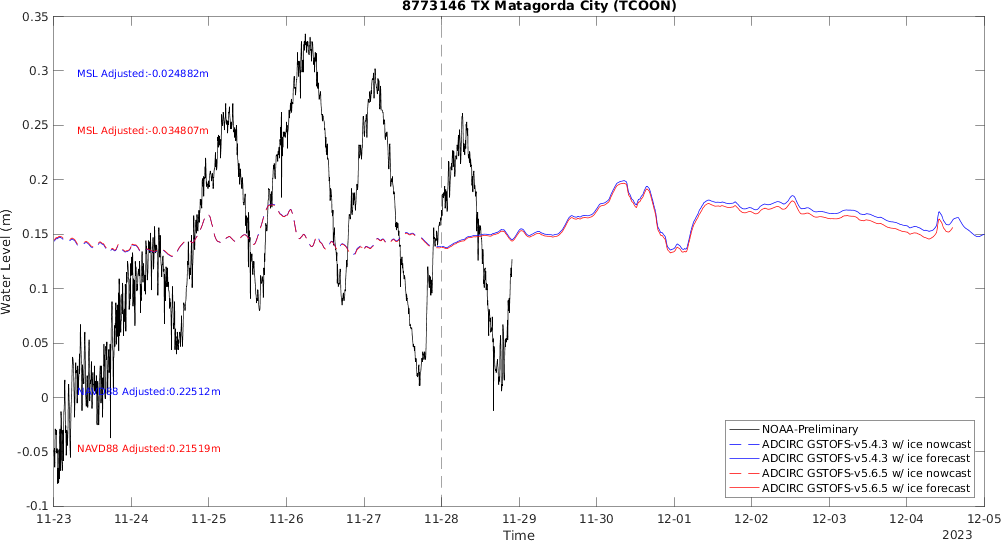 8773146 TX Matagorda City (TCOON)
0.35
0.3
0.25
0.2
0.15
0.1
0.05
0
-0.05
-0.1
Water Level (m)
MSL Adjusted:-0.024882m
MSL Adjusted:-0.034807m
NAVD88 Adjusted:0.22512m
NAVD88 Adjusted:0.21519m
NOAA-Preliminary
ADCIRC GSTOFS-v5.4.3 w/ ice nowcast
ADCIRC GSTOFS-v5.4.3 w/ ice forecast
ADCIRC GSTOFS-v5.6.5 w/ ice nowcast
ADCIRC GSTOFS-v5.6.5 w/ ice forecast
11-23 11-24 11-25 11-26 11-27 11-28 11-29 11-30 12-01 12-02 12-03 12-04 12-05
Time
2023